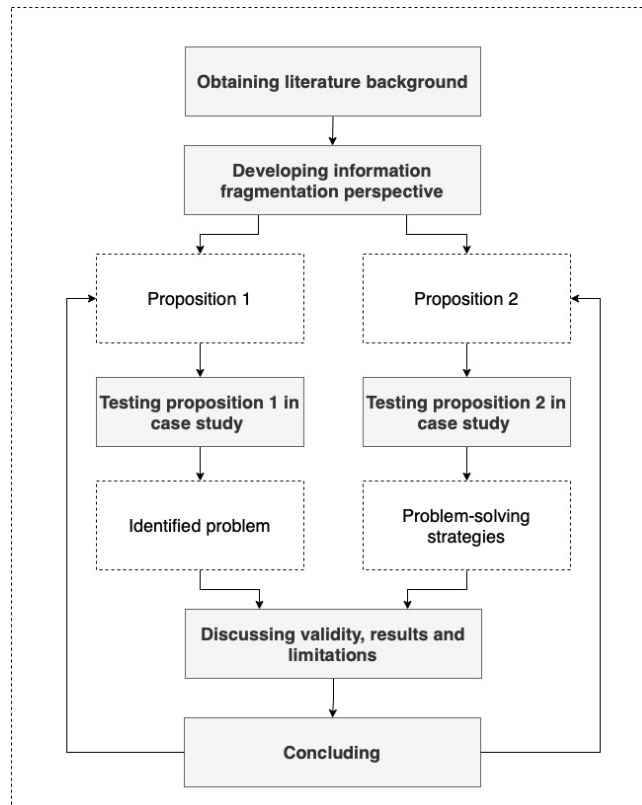 Obtaining literature background
Developing information
fragmentation perspective
Proposition 1
Proposition 2
Testing proposition 1 in
case study
Testing proposition 2 in
case study
Identified problem
Problem-solving
strategies
Discussing validity, results and
limitations
Concluding